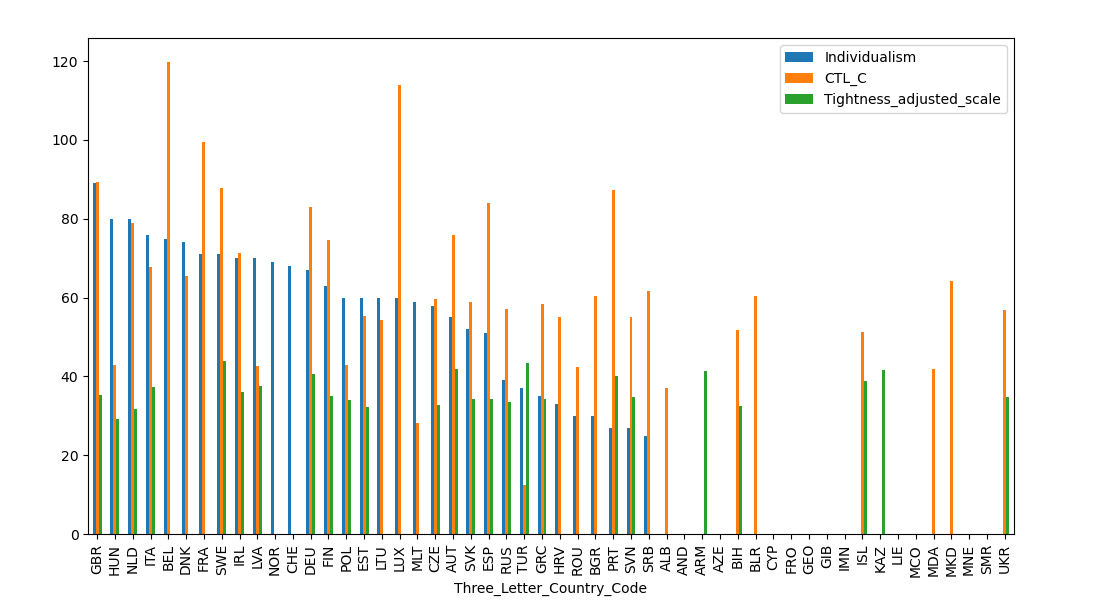 Individualism
CTL_C
Tightness_adjusted_scale
120
100
80
60
40
20
0
GBR HUN NLD ITA BEL DNK FRA SWE IRL LVA NOR CHE DEU FIN POL EST LTU LUX MLT CZE AUT SVK ESP RUS TUR GRC HRV ROU BGR PRT SVN SRB ALB AND ARM AZE BIH BLR CYP FRO GEO GIB IMN ISL KAZ LIE MCO MDA MKD MNE SMR UKR
Three_Letter_Country_Code